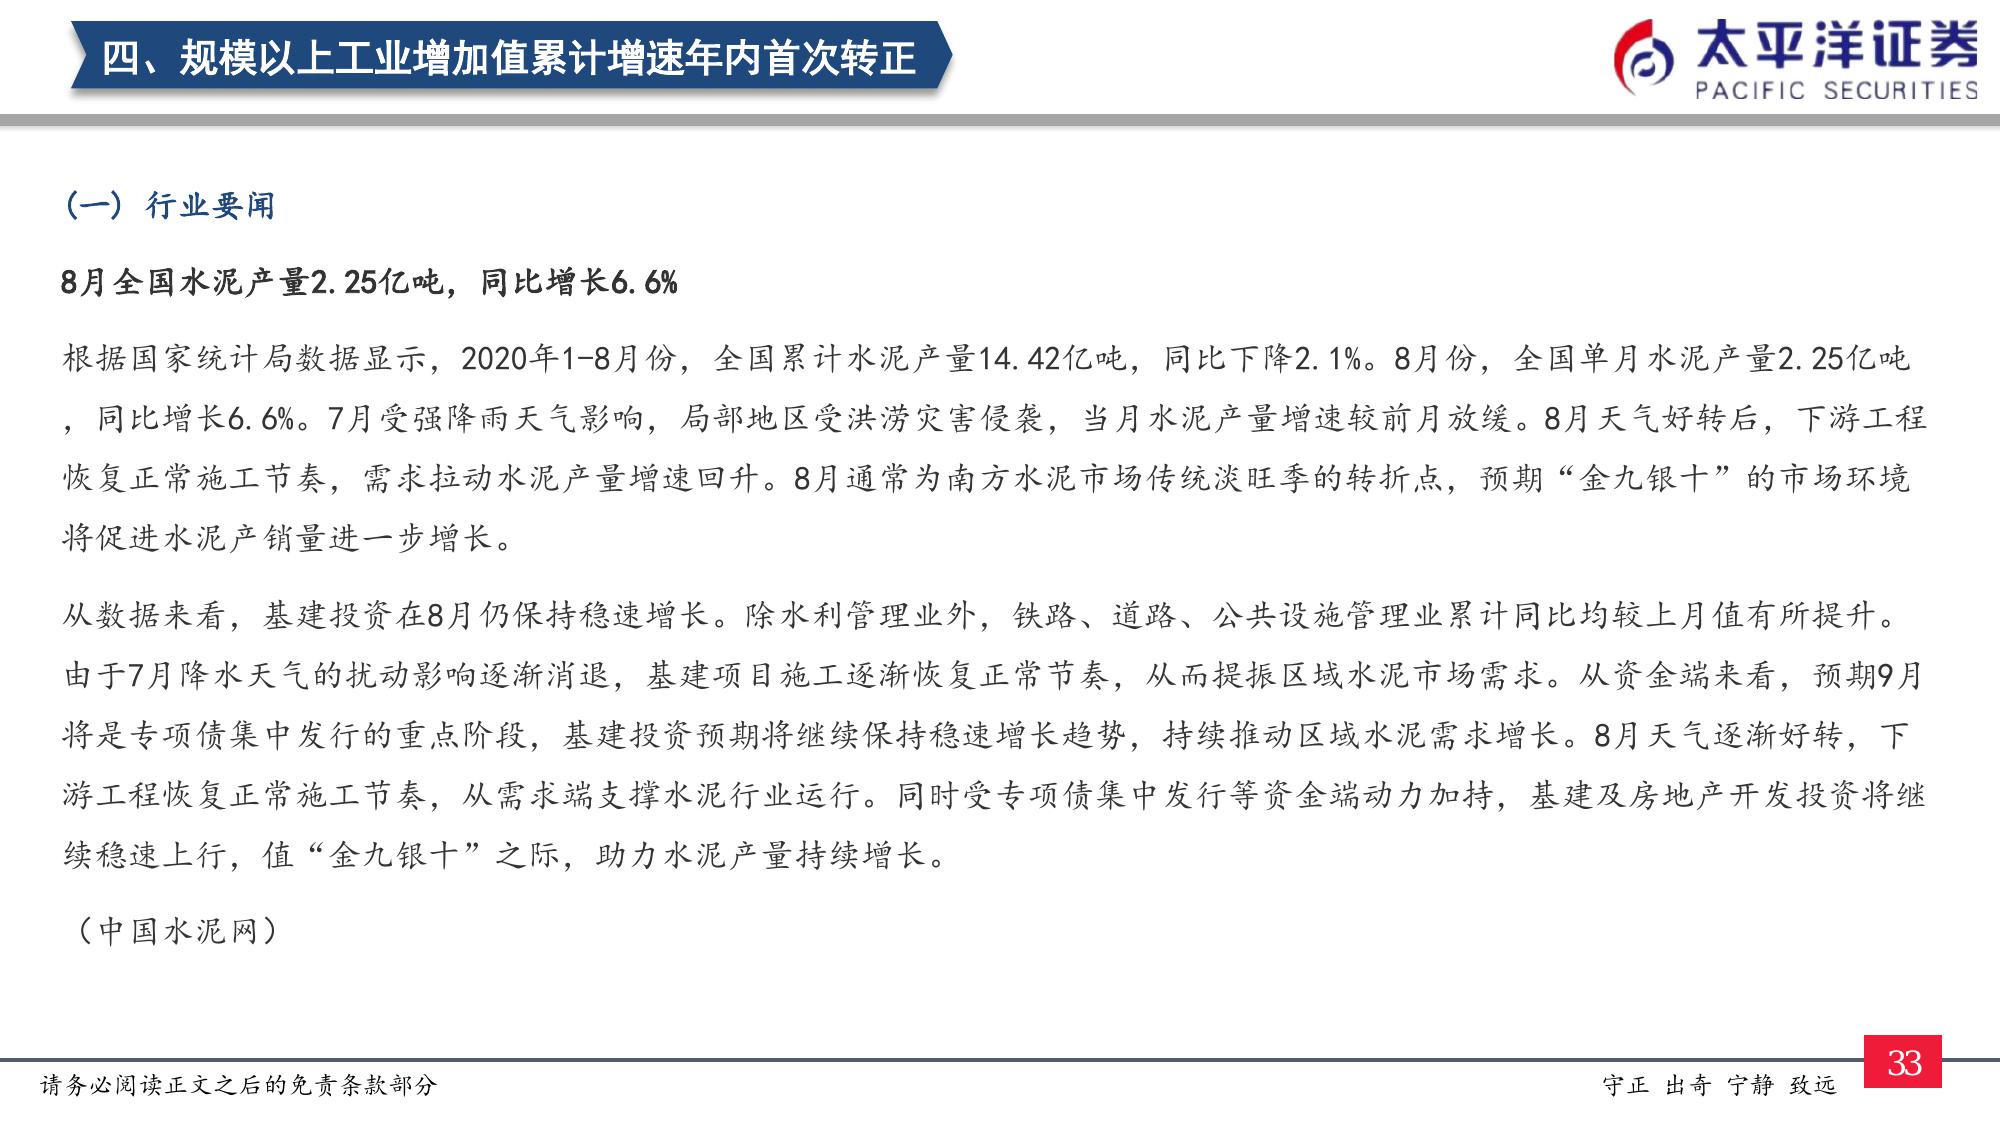 四、规模以上工业增加值累计增速年内首次转正
太平洋证券
PACIFIC SECURITIES
(一) 行业要闻
8月全国水泥产量2.25亿吨，同比增长6.6%
根据国家统计局数据显示，2020年1-8月份，全国累计水泥产量14.42亿吨，同比下降2.1%。8月份，全国单月水泥产量2.25亿吨
，同比增长6.6%。7月受强降雨天气影响，局部地区受洪涝灾害侵袭，当月水泥产量增速较前月放缓。8月天气好转后，下游工程
恢复正常施工节奏，需求拉动水泥产量增速回升。8月通常为南方水泥市场传统淡旺季的转折点，预期“金九银十”的市场环境
将促进水泥产销量进一步增长。
从数据来看，基建投资在8月仍保持稳速增长。除水利管理业外，铁路、道路、公共设施管理业累计同比均较上月值有所提升。
由于7月降水天气的扰动影响逐渐消退，基建项目施工逐渐恢复正常节奏，从而提振区域水泥市场需求。从资金端来看，预期9月
将是专项债集中发行的重点阶段，基建投资预期将继续保持稳速增长趋势，持续推动区域水泥需求增长。8月天气逐渐好转，下
游工程恢复正常施工节奏，从需求端支撑水泥行业运行。同时受专项债集中发行等资金端动力加持，基建及房地产开发投资将继
续稳速上行，值“金九银十”之际，助力水泥产量持续增长。
（中国水泥网）
请务必阅读正文之后的免责条款部分
守正 出奇 宁静 致远
33